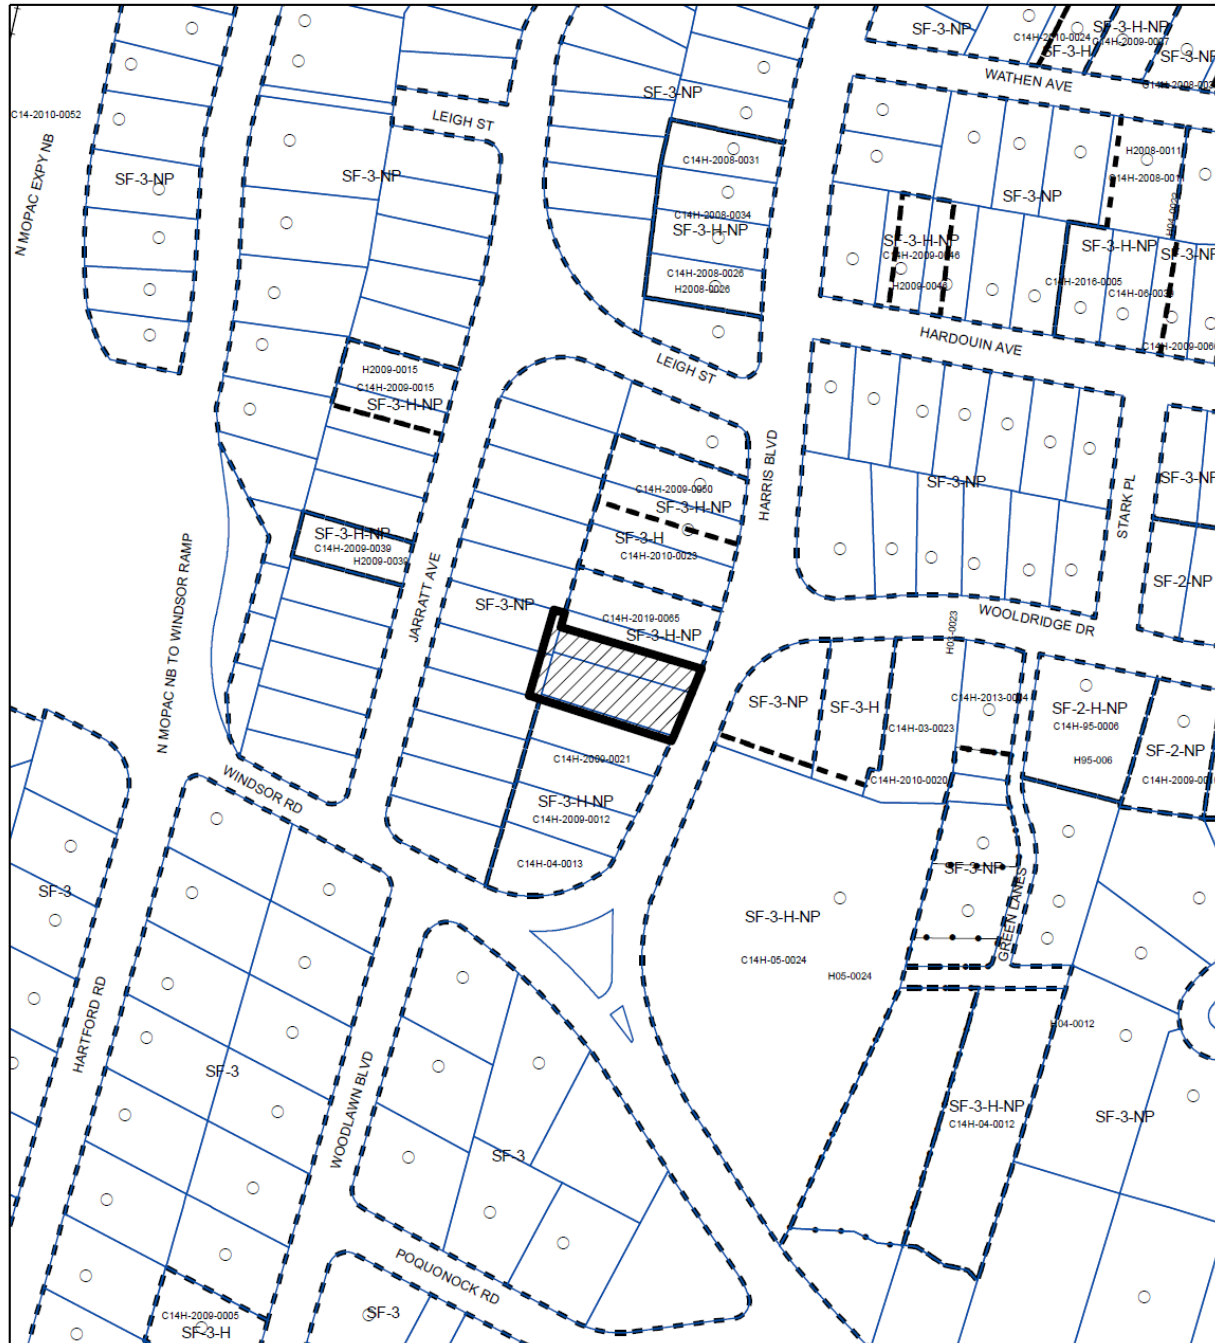 SF-3-NP
C14H-2010-0024
SF-3-H-NP
SF-3-H
SF-3-NP
WATHEN AVE
C14-2010-0052
N MOPAC EXPY NB
SF-3-NP
LEIGH ST
SF-3-NP
SF-3-NP
C14H-2008-0031
C14H-2008-0034
SF-3-H-NP
C14H-2008-0026
H2008-0026
H2008-0011
SF-3-NP
SF-3-H-NP
C14H-2009-0046
H2009-0046
SF-3-H-NP
SF-3-NP
C14H-2016-0005
HARDOUIN AVE
LEIGH ST
H2009-0015
C14H-2009-0015
SF-3-H-NP
HARRIS BLVD
SF-3-NP
STARK PL
SF-3-NP
SF-2-NP
SF-3-H-NP
C14H-2009-0039
N MOPAC NB TO WINDSOR RAMP
JARRATT AVE
SF-3-H-NP
SF-3-H
C14H-2010-0023
SF-3-NP
C14H-2019-0065
SF-3-H-NP
WOOLDRIDGE DR
SF-3-NP
SF-3-H
C14H-03-0023
SF-2-H-NP
C14H-95-0006
H95-006
SF-2-NP
C14H-2010-0020
WINDSOR RD
C14H-2009-0021
SF-3-H-NP
C14H-2009-0012
C14H-04-0013
SF-3
SF-3-NP
GREEN LANES
SF-3-H-NP
C14H-05-0024
H05-0024
HARTFORD RD
H04-0012
SF-3
WOODLAWN BLVD
SF-3-H-NP
C14H-04-0012
SF-3-NP
SF-3
POQUONOCK RD
C14H-2009-0005
SF-3-H
SF-3